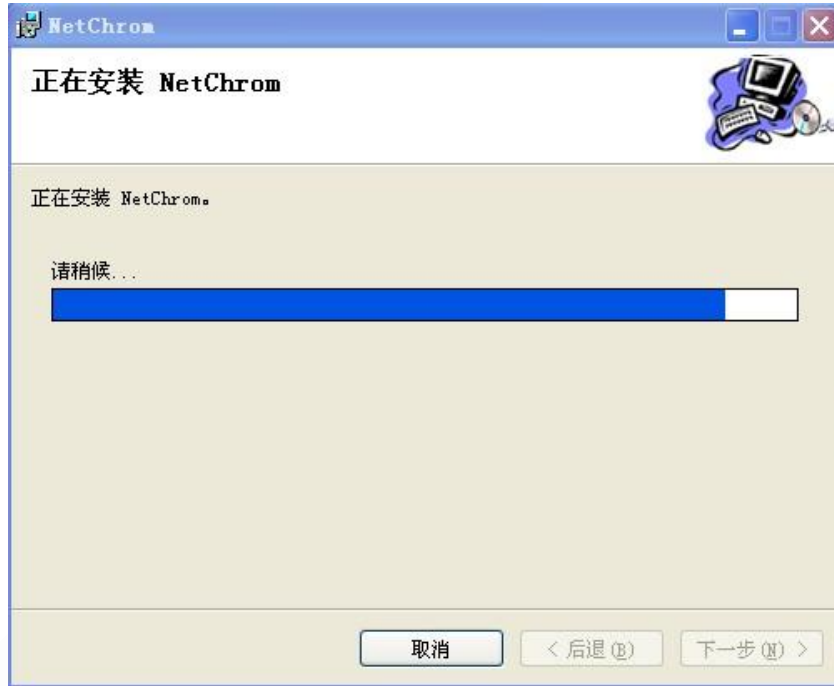 NetChrom
正在安装 NetChrom
正在安装 NetChrom。
请稍候...
取消
< 后退(B)
下一步(N) >